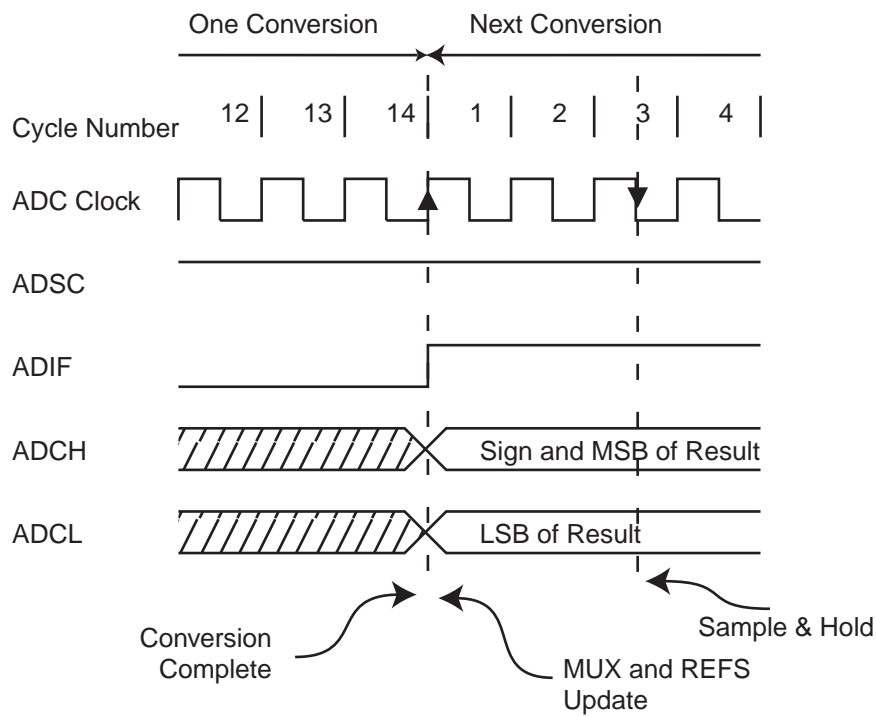 One Conversion Next Conversion
Cycle Number 12 13 14 1 2 3 4
ADC Clock
ADSC
ADIF
ADCH Sign and MSB of Result
ADCL LSB of Result
Conversion
Complete
MUX and REFS
Update
Sample & Hold